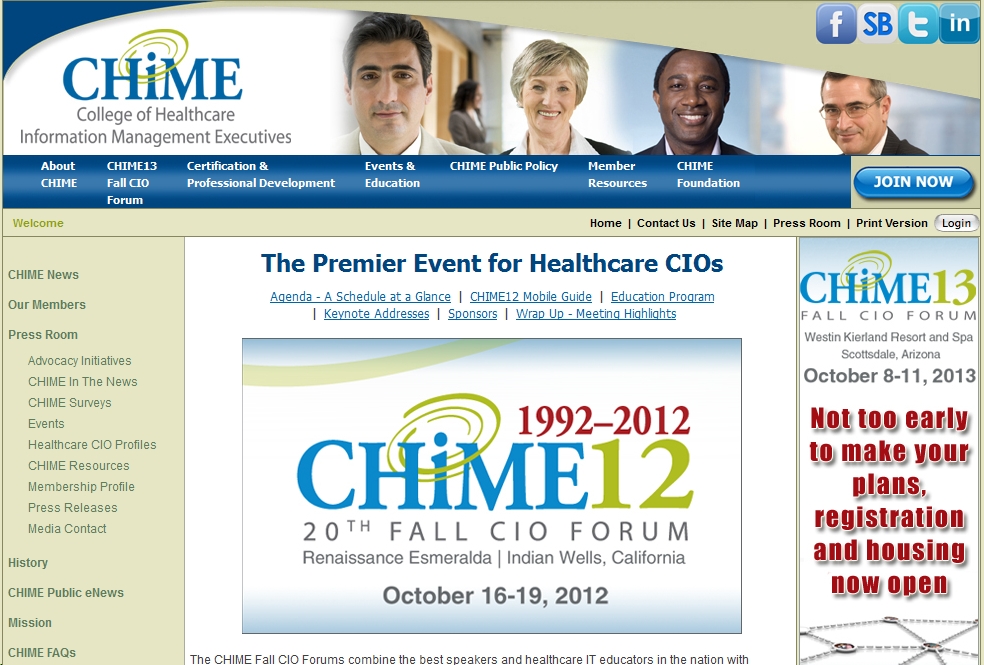 f SB t in
CHiME
College of Healthcare
Information Management Executives
About
CHIME
CHIME13
Fall CIO
Forum
Certification &
Professional Development
Events &
Education
CHIME Public Policy
Member
Resources
CHIME
Foundation
JOIN NOW
Welcome
Home | Contact Us | Site Map | Press Room | Print Version Login
CHIME News
Our Members
Press Room
Advocacy Initiatives
CHIME In The News
CHIME Surveys
Events
Healthcare CIO Profiles
CHIME Resources
Membership Profile
Press Releases
Media Contact
History
CHIME Public eNews
Mission
CHIME FAQs
The Premier Event for Healthcare CIOs
Agenda - A Schedule at a Glance | CHIME12 Mobile Guide | Education Program
| Keynote Addresses | Sponsors | Wrap Up - Meeting Highlights
1992–2012
CHiME12
20TH FALL CIO FORUM
Renaissance Esmeralda | Indian Wells, California
October 16-19, 2012
The CHIME Fall CIO Forums combine the best speakers and healthcare IT educators in the nation with
CHiME13
FALL CIO FORUM
Westin Kierland Resort and Spa
Scottsdale, Arizona
October 8-11, 2013
Not too early
to make your
plans,
registration
and housing
now open